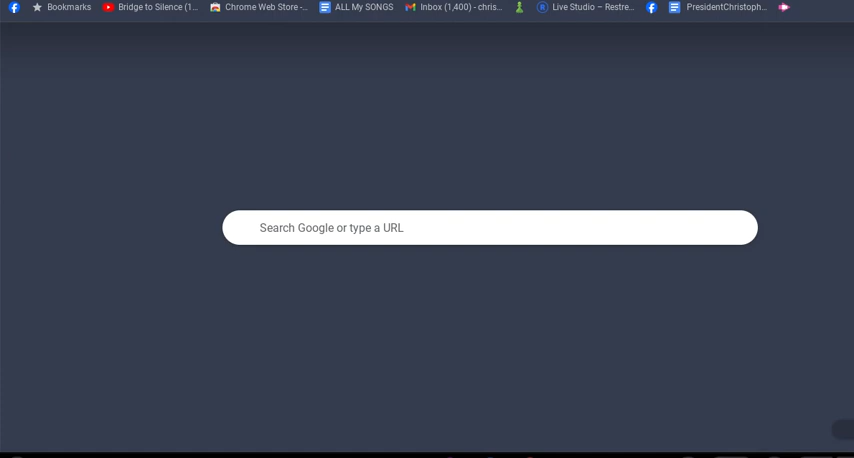 Bookmarks Bridge to Silence (1... Chrome Web Store -... ALL My SONGS Inbox (1,400) - chris... Live Studio – Restre... PresidentChristoph...
Search Google or type a URL